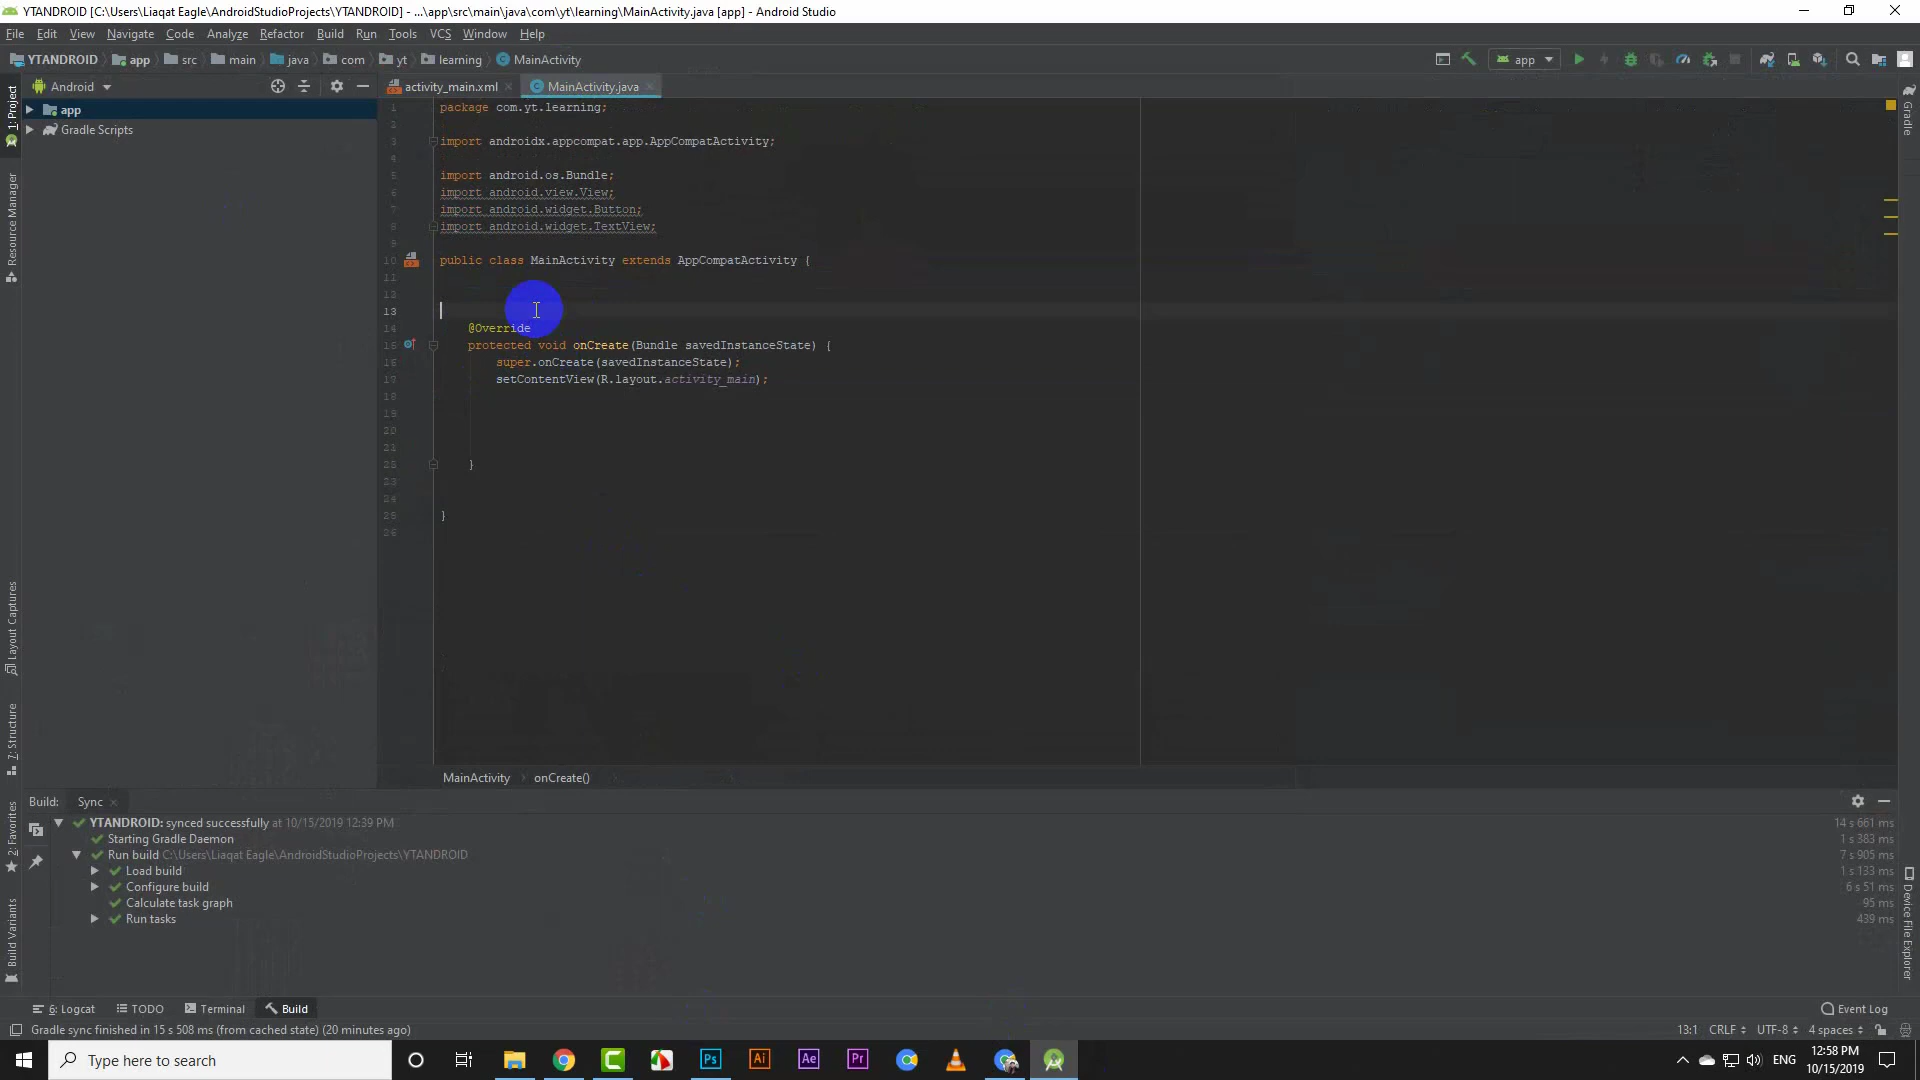 YTANDROID [C:\Users\Liaqat Eagle\AndroidStudioProjects\YTANDROID] - ...\app\src\main\java\com\yt\learning\MainActivity.java [app] - Android Studio
File Edit View Navigate Code Analyze Refactor Build Run Tools VCS Window Help
YTANDROID app src main java com yt learning MainActivity app
1: Project
Android
activity_main.xml MainActivity.java
app
Gradle Scripts
Gradle
Resource Manager
1 package com.yt.learning;
2
3 import androidx.appcompat.app.AppCompatActivity;
4
5 import android.os.Bundle;
6 import android.view.View;
7 import android.widget.Button;
8 import android.widget.TextView;
9
10 public class MainActivity extends AppCompatActivity {
11
12
13
14 @Override
15 protected void onCreate(Bundle savedInstanceState) {
16 super.onCreate(savedInstanceState);
17 setContentView(R.layout.activity_main);
18
19
20
21
22 }
23
24
25 }
26
Layout Captures
7: Structure
2: Favorites
Build Variants
Device File Explorer
MainActivity onCreate()
Build: Sync
YTANDROID: synced successfully at 10/15/2019 12:39 PM 14 s 661 ms
Starting Gradle Daemon 1 s 383 ms
Run build C:\Users\Liaqat Eagle\AndroidStudioProjects\YTANDROID 7 s 905 ms
Load build 1 s 133 ms
Configure build 6 s 51 ms
Calculate task graph 95 ms
Run tasks 439 ms
6: Logcat TODO Terminal Build Event Log
Gradle sync finished in 15 s 508 ms (from cached state) (20 minutes ago) 13:1 CRLF UTF-8 4 spaces
Type here to search Ps Ai Ae Pr ENG 12:58 PM
10/15/2019